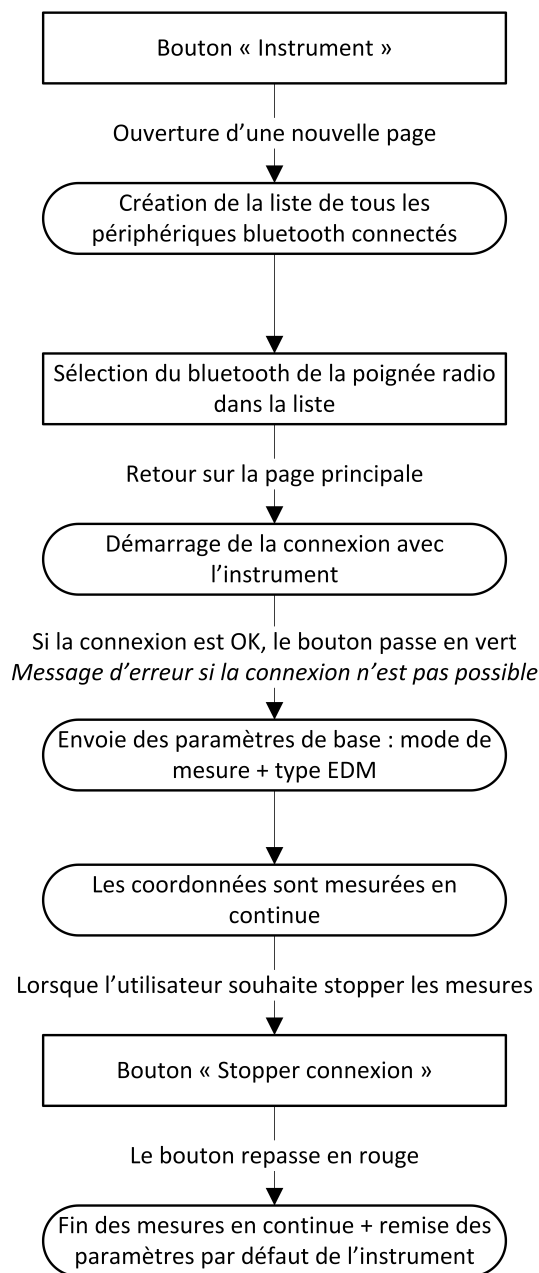 Bouton « Instrument »
Ouverture d’une nouvelle page
Création de la liste de tous les
périphériques bluetooth connectés
Sélection du bluetooth de la poignée radio
dans la liste
Retour sur la page principale
Démarrage de la connexion avec
l’instrument
Si la connexion est OK, le bouton passe en vert
Message d’erreur si la connexion n’est pas possible
Envoie des paramètres de base : mode de
mesure + type EDM
Les coordonnées sont mesurées en
continue
Lorsque l’utilisateur souhaite stopper les mesures
Bouton « Stopper connexion »
Le bouton repasse en rouge
Fin des mesures en continue + remise des
paramètres par défaut de l’instrument